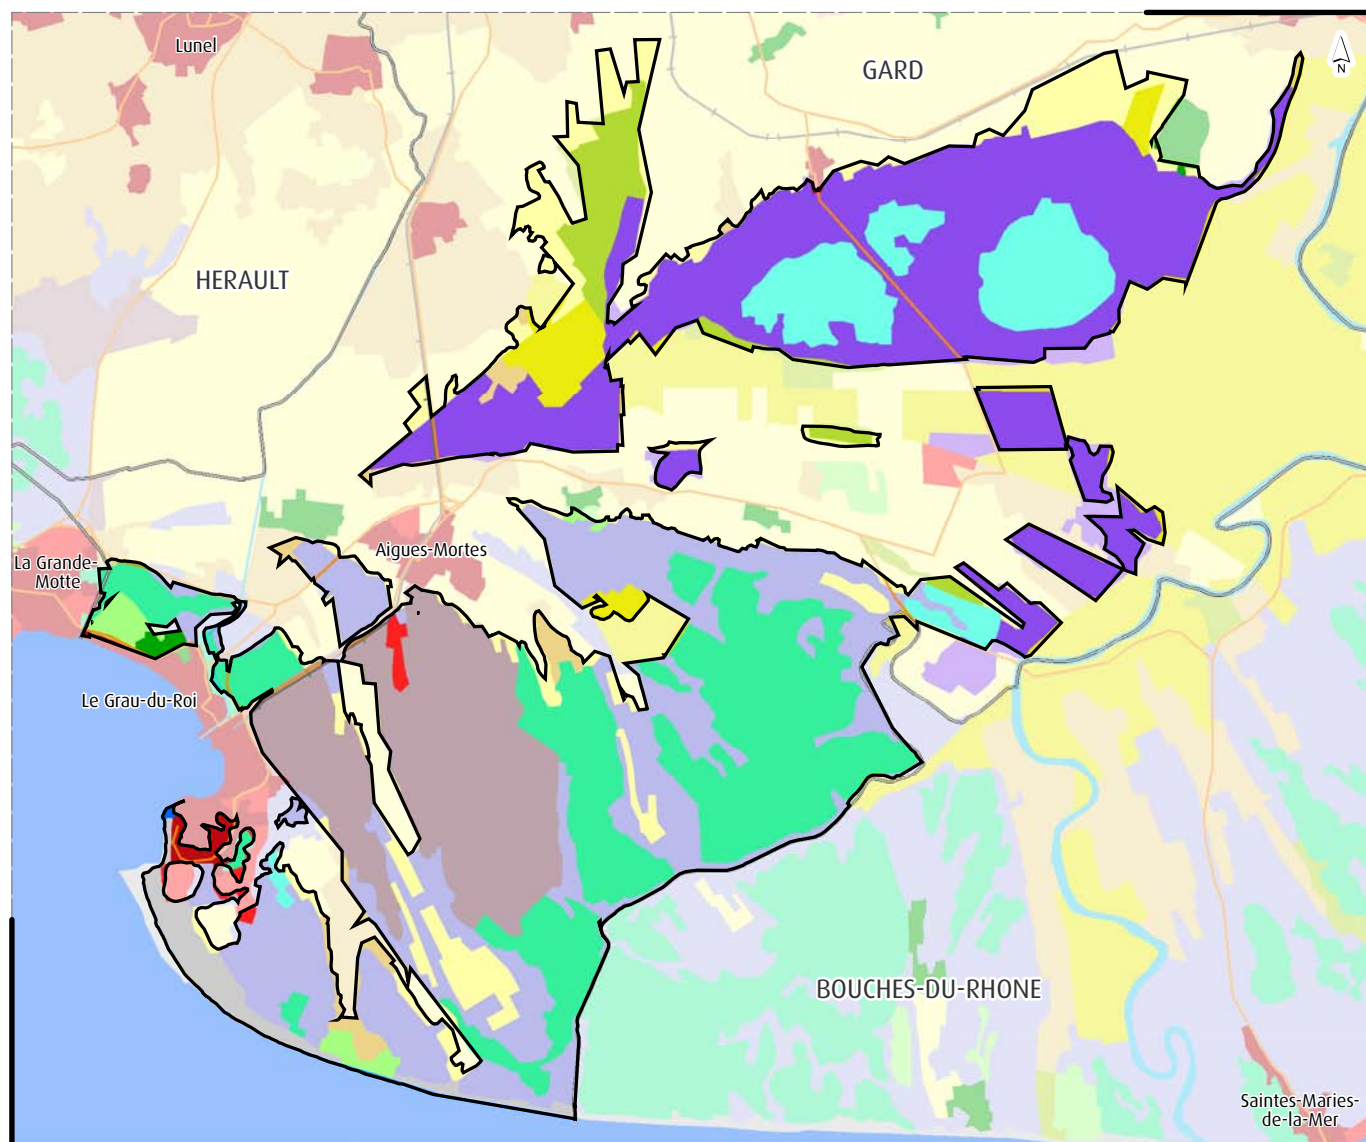 Lunel
GARD
N
HERAULT
Aigues-Mortes
La Grande-
Motte
Le Grau-du-Roi
BOUCHES-DU-RHONE
Saintes-Maries-
de-la-Mer